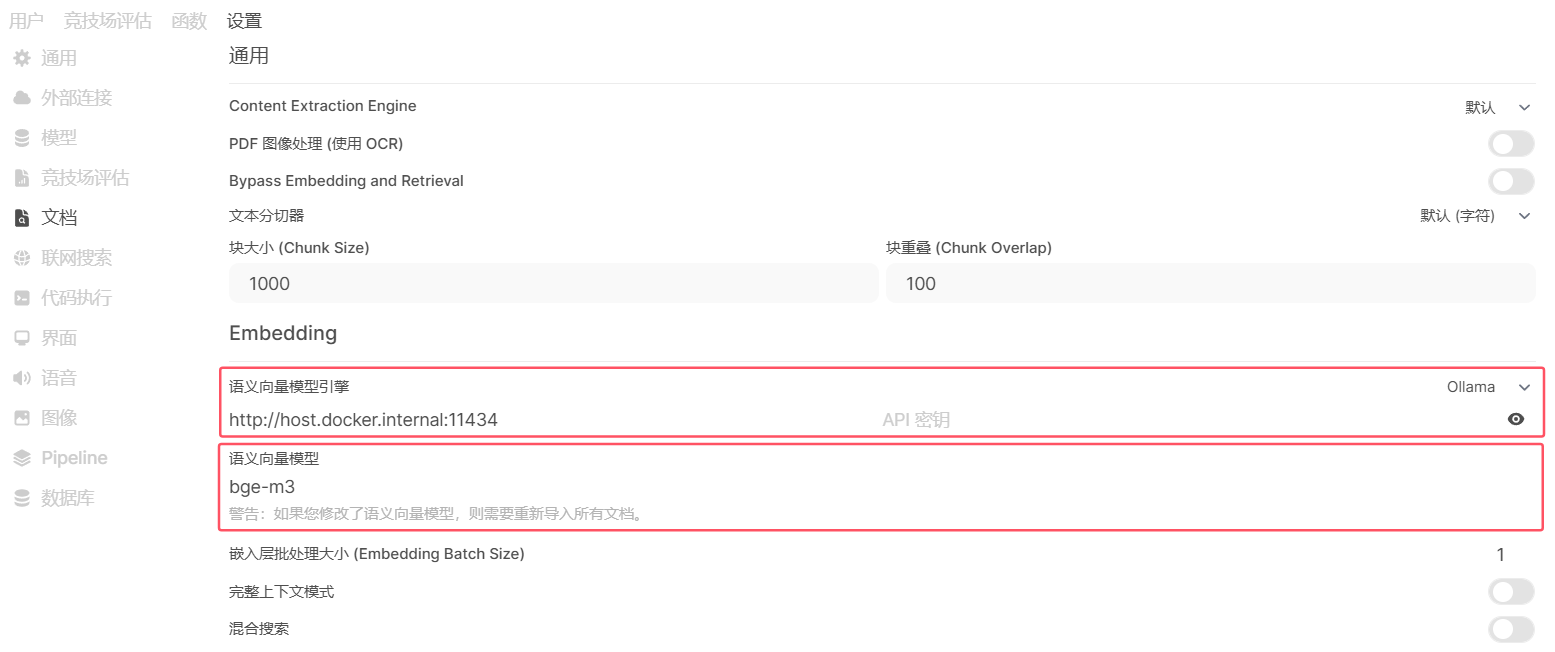 用户 竞技场评估 函数 设置
通用
外部连接
模型
竞技场评估
文档
联网搜索
代码执行
界面
语音
图像
Pipeline
数据库
通用
Content Extraction Engine 默认
PDF 图像处理 (使用 OCR)
Bypass Embedding and Retrieval
文本分切器 默认 (字符)
块大小 (Chunk Size) 块重叠 (Chunk Overlap)
1000 100
Embedding
语义向量模型引擎 Ollama
http://host.docker.internal:11434 API 密钥
语义向量模型
bge-m3
警告：如果您修改了语义向量模型，则需要重新导入所有文档。
嵌入层批处理大小 (Embedding Batch Size) 1
完整上下文模式
混合搜索